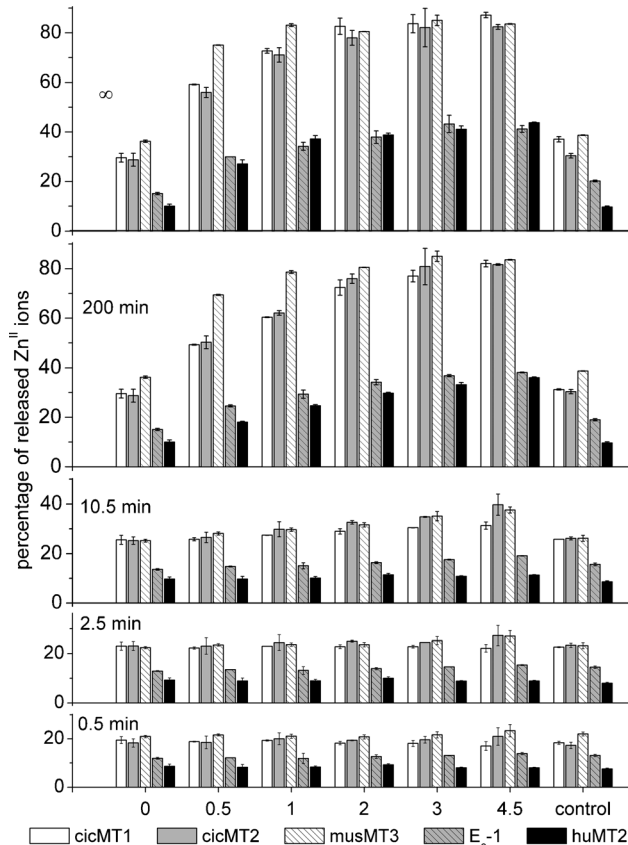 percentage of released Zn^II ions
∞
80
60
40
20
0
200 min
80
60
40
20
0
10.5 min
40
20
0
2.5 min
20
0
0.5 min
20
0
0 0.5 1 2 3 4.5 control
cicMT1 cicMT2 musMT3 E_c-1 huMT2